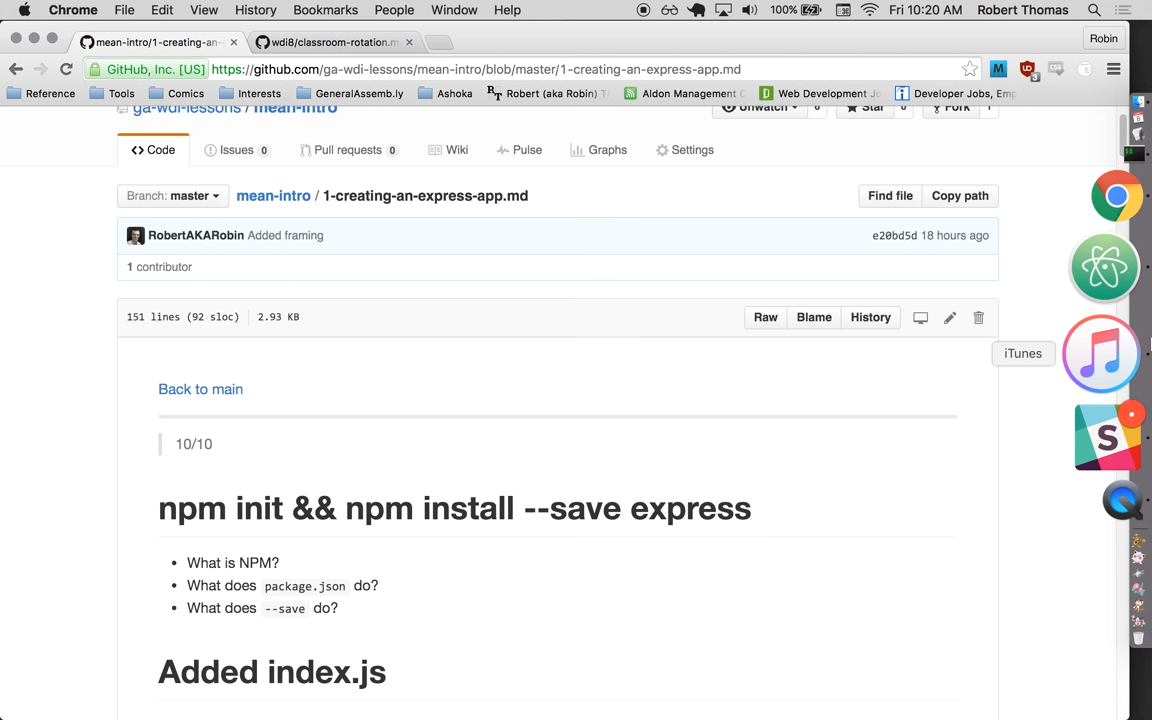 Chrome File Edit View History Bookmarks People Window Help 100% Fri 10:20 AM Robert Thomas
mean-intro/1-creating-an- wdi8/classroom-rotation.m Robin
GitHub, Inc. [US] https://github.com/ga-wdi-lessons/mean-intro/blob/master/1-creating-an-express-app.md
Reference Tools Comics Interests GeneralAssemb.ly Ashoka Robert (aka Robin) T Aldon Management C Web Development J Developer Jobs, Emp
ga-wdi-lessons / mean-intro Unwatch Star Fork
Code Issues 0 Pull requests 0 Wiki Pulse Graphs Settings
Branch: master mean-intro / 1-creating-an-express-app.md Find file Copy path
RobertAKARobin Added framing e20bd5d 18 hours ago
1 contributor
151 lines (92 sloc) 2.93 KB Raw Blame History
iTunes
Back to main
10/10
npm init && npm install --save express
• What is NPM?
• What does package.json do?
• What does --save do?
Added index.js